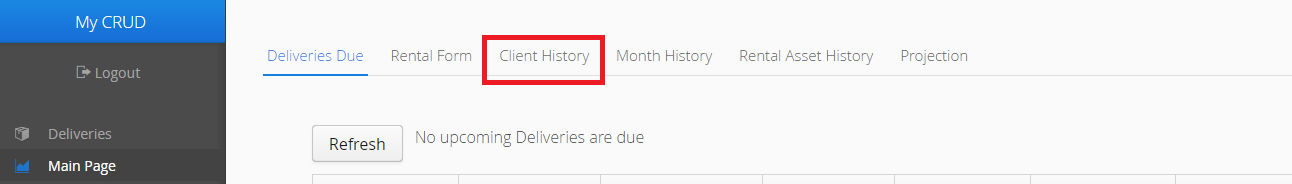 My CRUD
Logout
Deliveries
Main Page
Deliveries Due Rental Form Client History Month History Rental Asset History Projection
Refresh No upcoming Deliveries are due